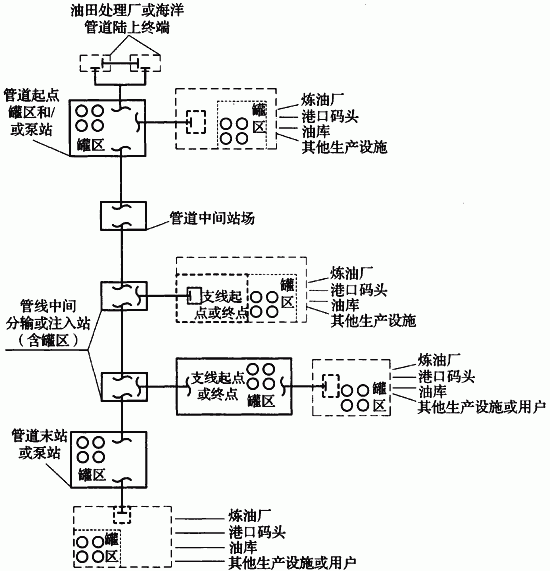 油田处理厂或海洋
管道陆上终端
管道起点
罐区和/
或泵站
罐区
罐
区
炼油厂
港口码头
油库
其他生产设施
管道中间站场
管线中间
分输或注入站
(含罐区)
支线起
点或终点
罐
区
炼油厂
港口码头
油库
其他生产设施
支线起点
或终点
罐区
罐
区
炼油厂
港口码头
油库
其他生产设施或用户
管道末站
或泵站
罐区
罐
区
炼油厂
港口码头
油库
其他生产设施或用户